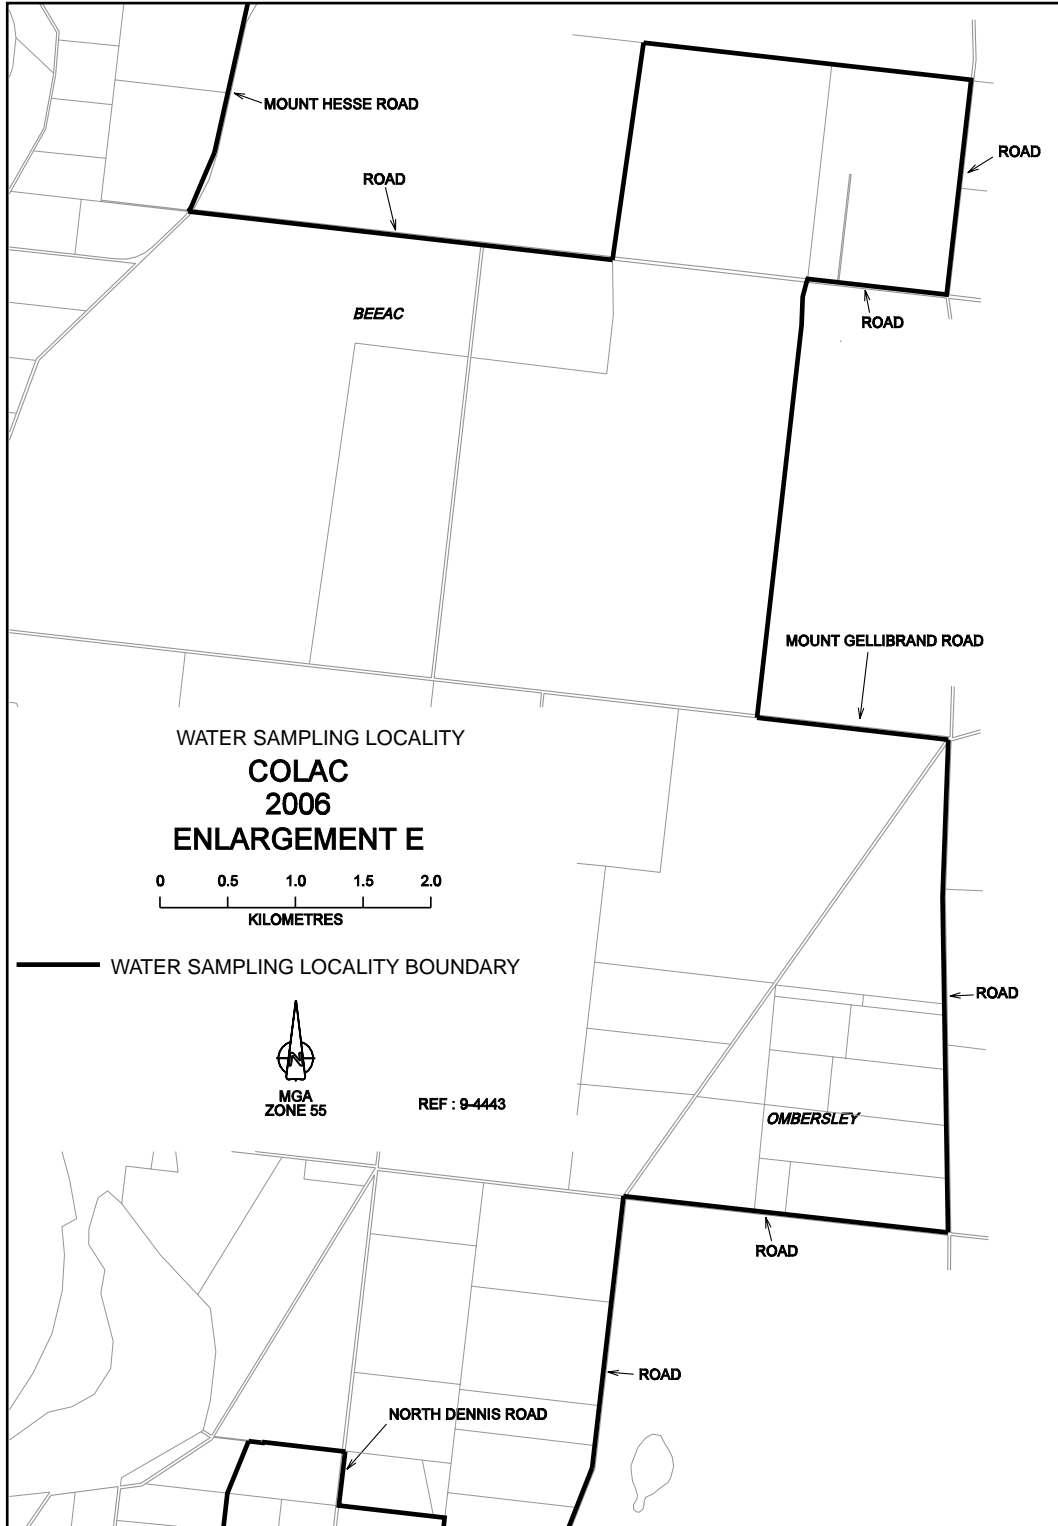 MOUNT HESSE ROAD
ROAD
ROAD
BEEAC
ROAD
MOUNT GELLIBRAND ROAD
WATER SAMPLING LOCALITY
COLAC
2006
ENLARGEMENT E
0 0.5 1.0 1.5 2.0
KILOMETRES
WATER SAMPLING LOCALITY BOUNDARY
ROAD
N
MGA
ZONE 55
REF : 9-4443
OMBERSLEY
ROAD
ROAD
NORTH DENNIS ROAD